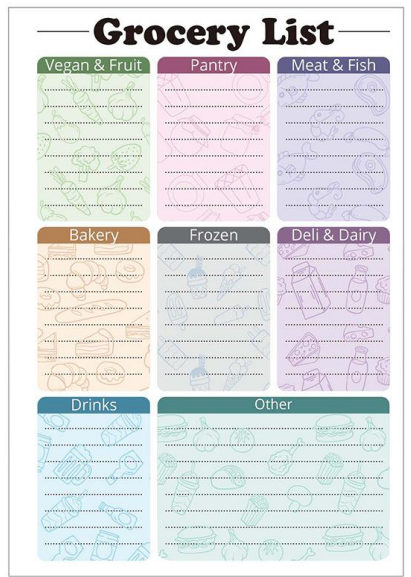 Grocery List
Vegan & Fruit
Pantry
Meat & Fish
Bakery
Frozen
Deli & Dairy
Drinks
Other